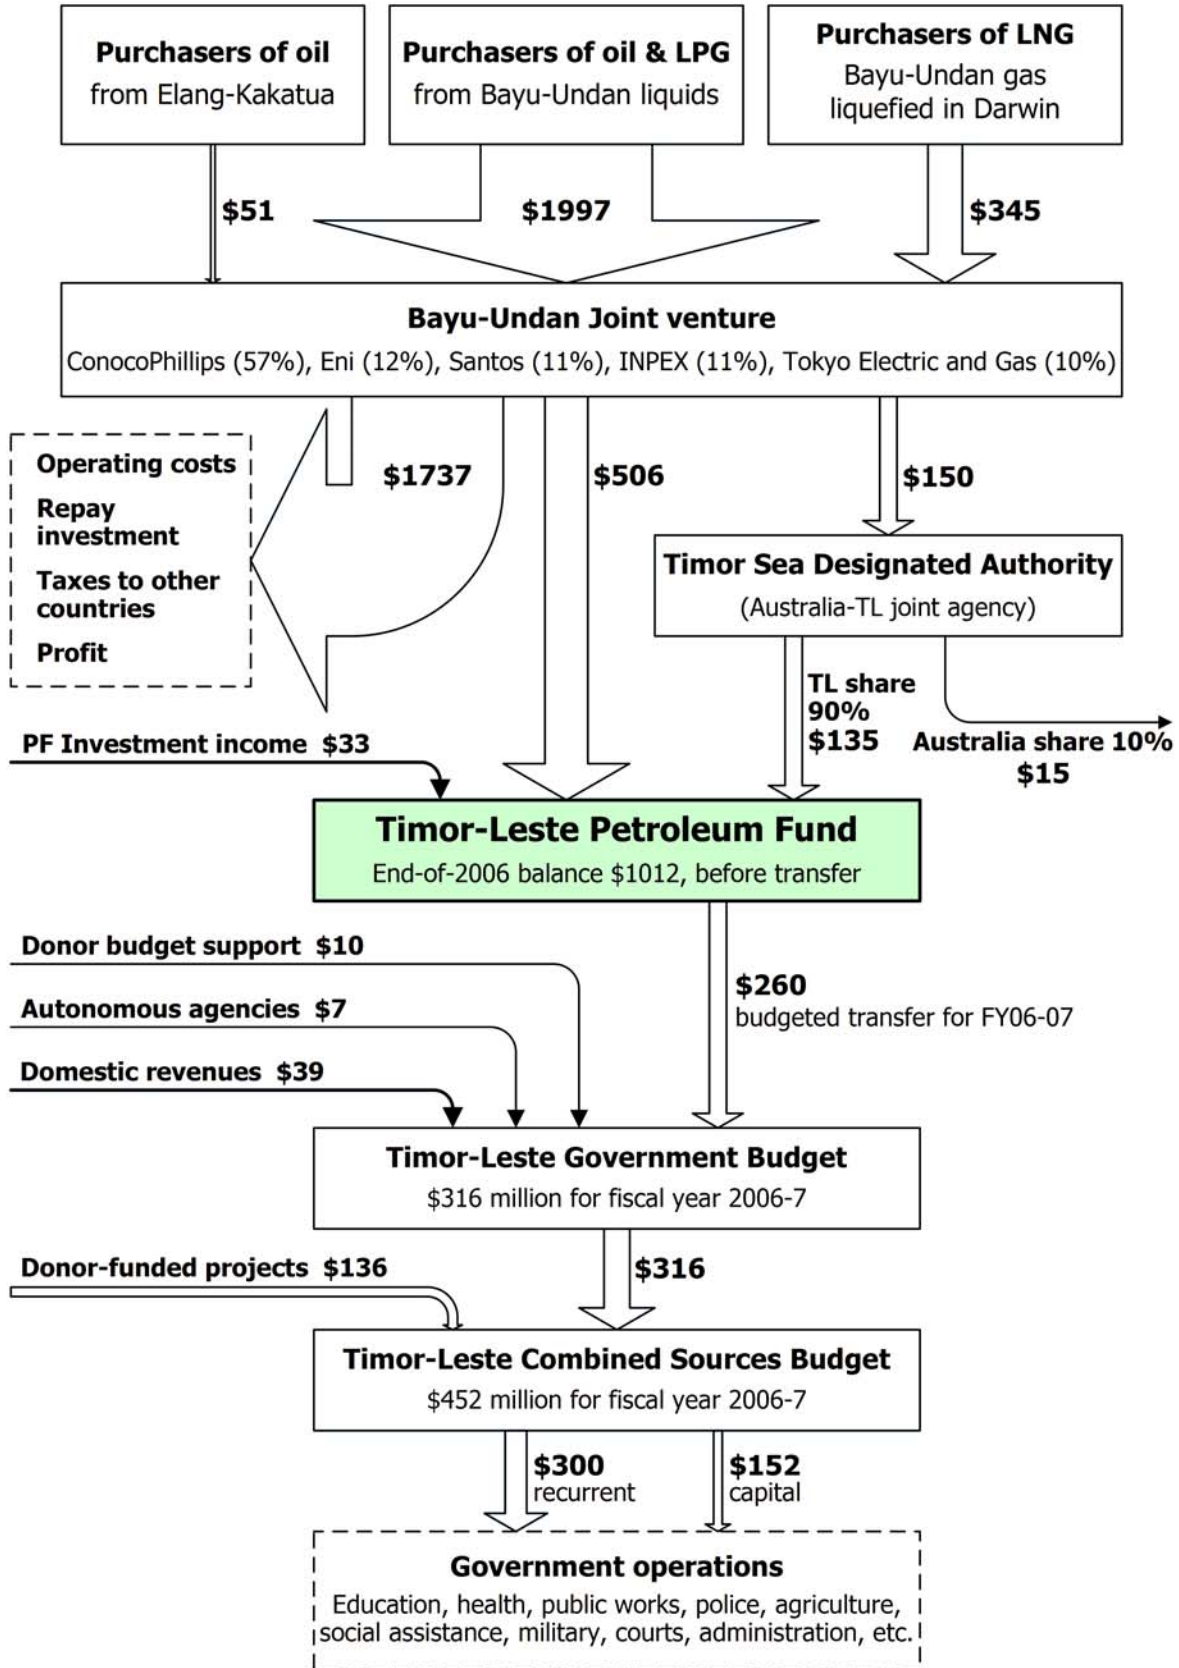 Purchasers of oil
from Elang-Kakatua
Purchasers of oil & LPG
from Bayu-Undan liquids
Purchasers of LNG
Bayu-Undan gas
liquefied in Darwin
$51
$1997
$345
Bayu-Undan Joint venture
ConocoPhillips (57%), Eni (12%), Santos (11%), INPEX (11%), Tokyo Electric and Gas (10%)
Operating costs
Repay
investment
Taxes to other
countries
Profit
$1737
$506
$150
Timor Sea Designated Authority
(Australia-TL joint agency)
TL share
90%
$135
Australia share 10%
$15
PF Investment income $33
Timor-Leste Petroleum Fund
End-of-2006 balance $1012, before transfer
Donor budget support $10
Autonomous agencies $7
Domestic revenues $39
$260
budgeted transfer for FY06-07
Timor-Leste Government Budget
$316 million for fiscal year 2006-7
Donor-funded projects $136
$316
Timor-Leste Combined Sources Budget
$452 million for fiscal year 2006-7
$300
recurrent
$152
capital
Government operations
Education, health, public works, police, agriculture,
social assistance, military, courts, administration, etc.